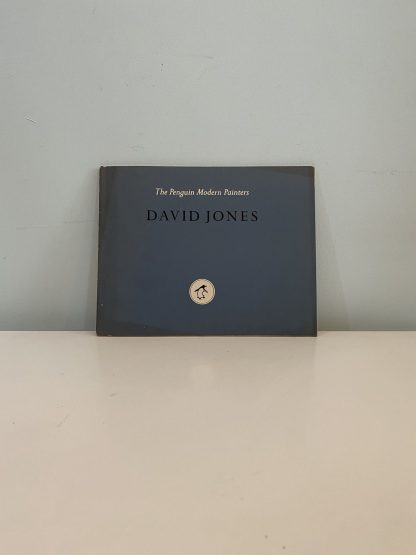 The Penguin Modern Painters
DAVID JONES